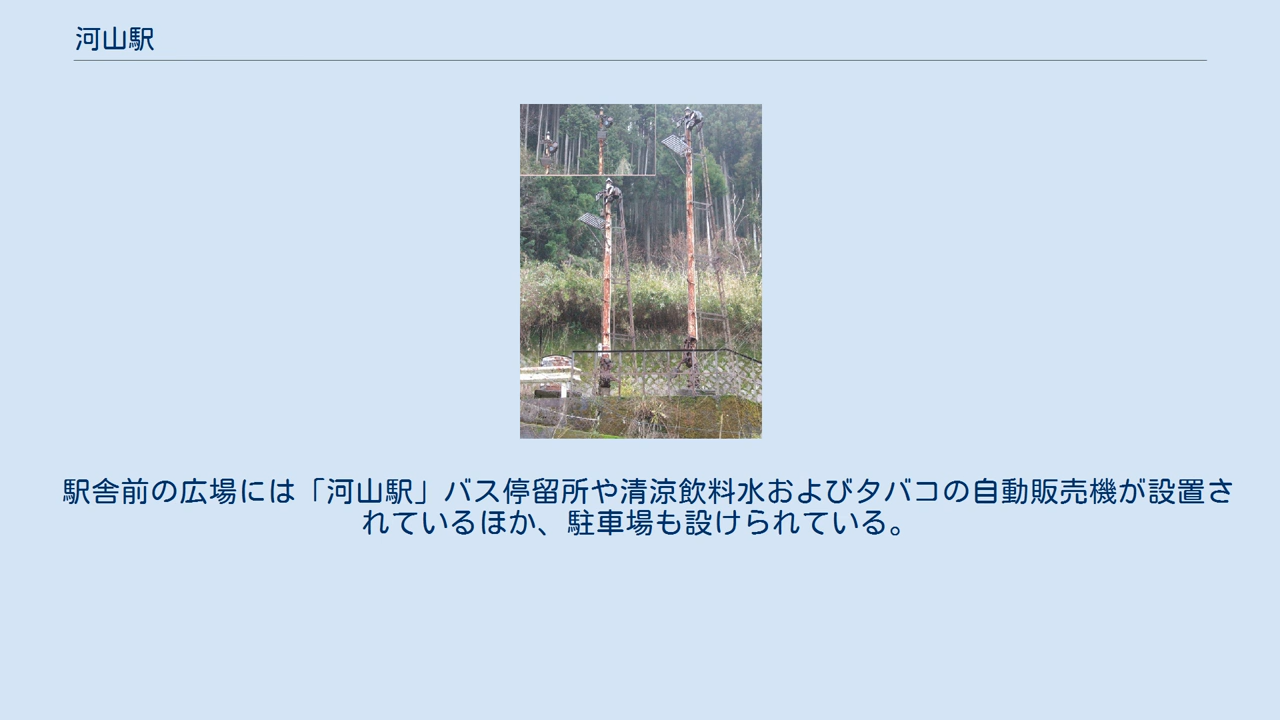 河山駅
駅舎前の広場には「河山駅」バス停留所や清涼飲料水およびタバコの自動販売機が設置さ
れているほか、駐車場も設けられている。